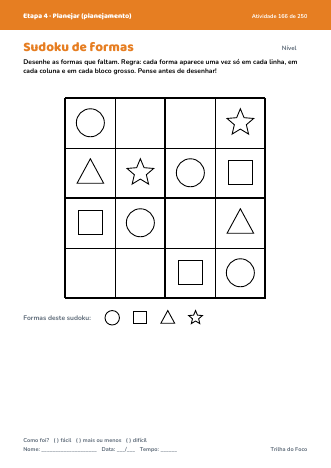 Etapa 4 · Planejar (planejamento)
Atividade 166 de 250
Sudoku de formas
Nível
Desenhe as formas que faltam. Regra: cada forma aparece uma vez só em cada linha, em
cada coluna e em cada bloco grosso. Pense antes de desenhar!
Formas deste sudoku:
Como foi? ( ) fácil ( ) mais ou menos ( ) difícil
Nome: ____________________ Data: ___/___ Tempo: ______
Trilha do Foco